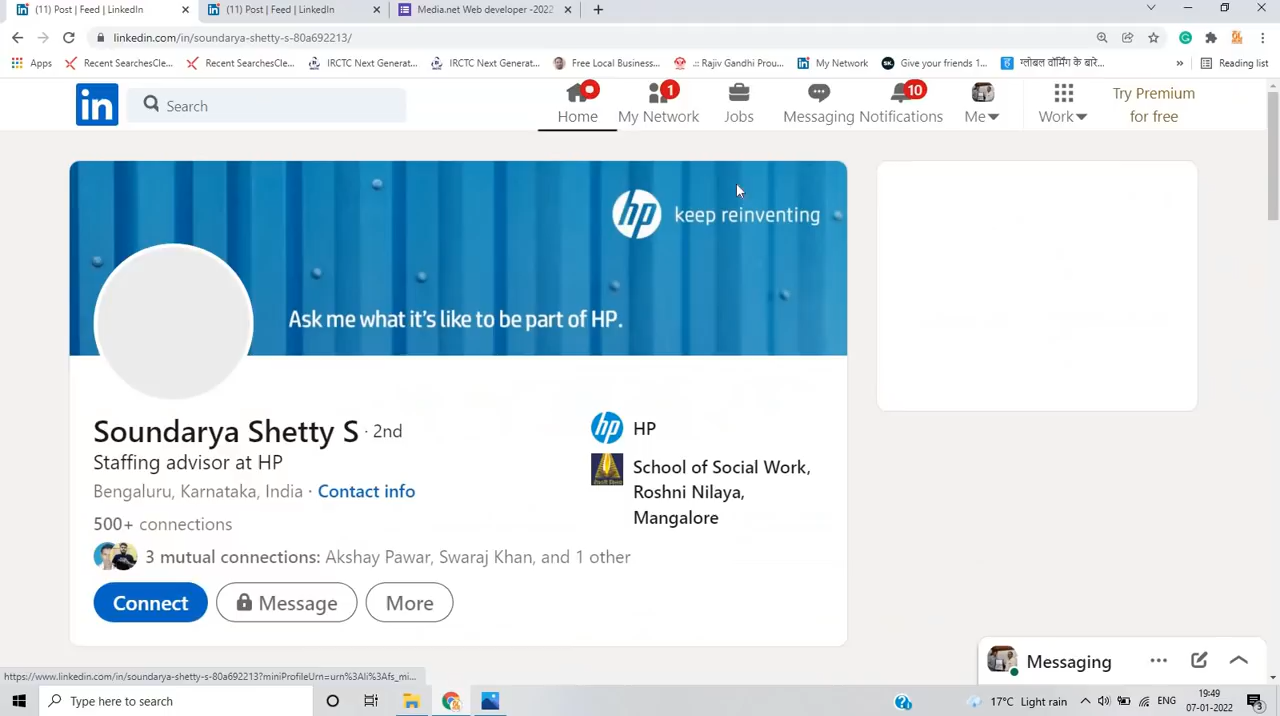 (11) Post | Feed | LinkedIn
(11) Post | Feed | LinkedIn
Media.net Web developer -2022
linkedin.com/in/soundarya-shetty-s-80a692213/
Apps
Recent SearchesCle...
Recent SearchesCle...
IRCTC Next Generat...
IRCTC Next Generat...
Free Local Business...
.:: Rajiv Gandhi Prou...
My Network
Give your friends 1...
ग्लोबल वॉर्मिंग के बारे...
»
Reading list
in
Search
1
10
Home
My Network
Jobs
Messaging
Notifications
Me
Work
Try Premium
for free
hp
keep reinventing
Ask me what it's like to be part of HP.
Soundarya Shetty S · 2nd
Staffing advisor at HP
Bengaluru, Karnataka, India · Contact info
500+ connections
3 mutual connections: Akshay Pawar, Swaraj Khan, and 1 other
Connect
Message
More
hp
HP
School of Social Work,
Roshni Nilaya,
Mangalore
Messaging
https://www.linkedin.com/in/soundarya-shetty-s-80a692213?miniProfileUrn=urn%3Ali%3Afs_mi...
Type here to search
17°C Light rain
ENG
19:49
07-01-2022
3